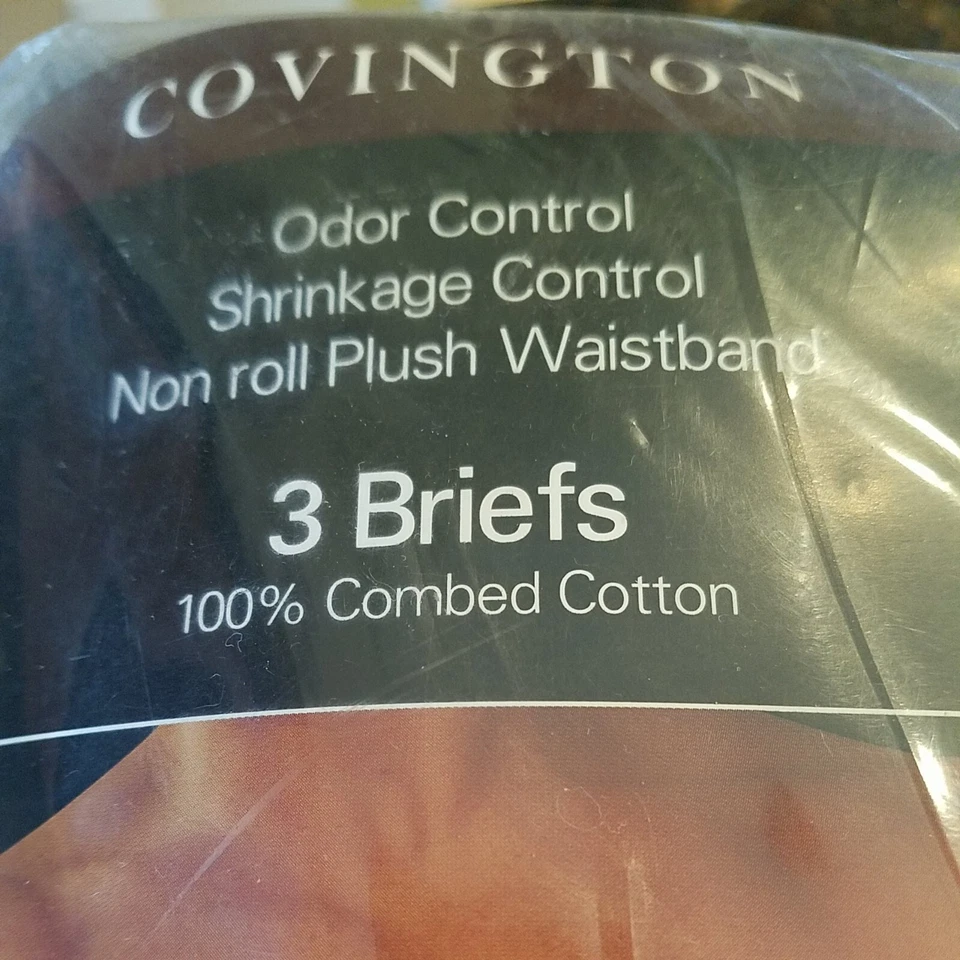 COVINGTON
Odor Control
Shrinkage Control
Non roll Plush Waistband
3 Briefs
100% Combed Cotton